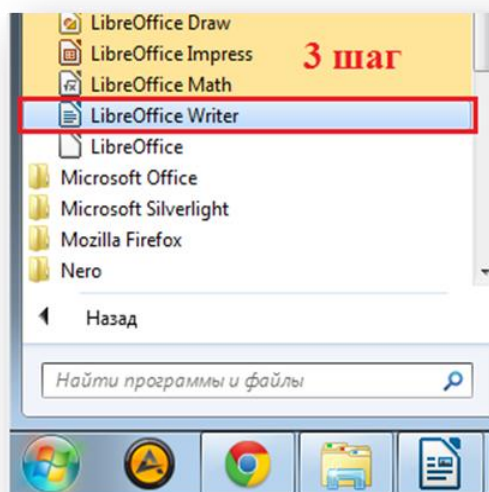 LibreOffice Draw
LibreOffice Impress
3 шаг
LibreOffice Math
LibreOffice Writer
LibreOffice
Microsoft Office
Microsoft Silverlight
Mozilla Firefox
Nero
Назад
Найти программы и файлы